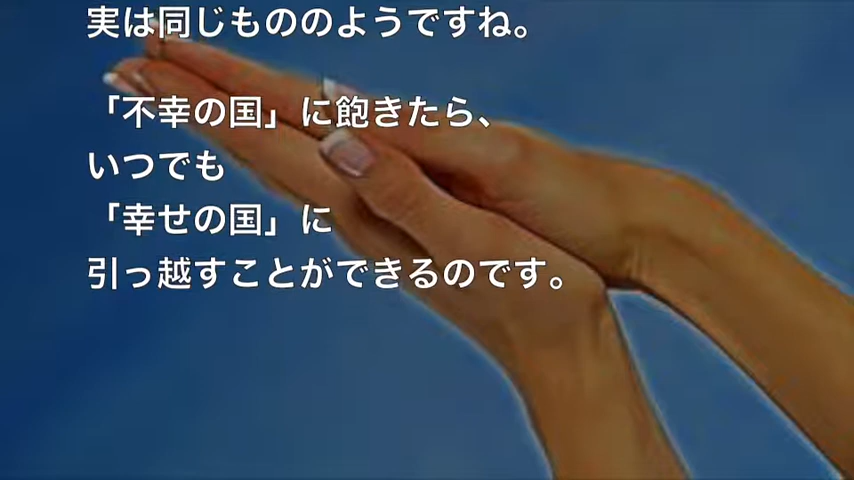 実は同じもののようですね。
「不幸の国」に飽きたら、
いつでも
「幸せの国」に
引っ越すことができるのです。